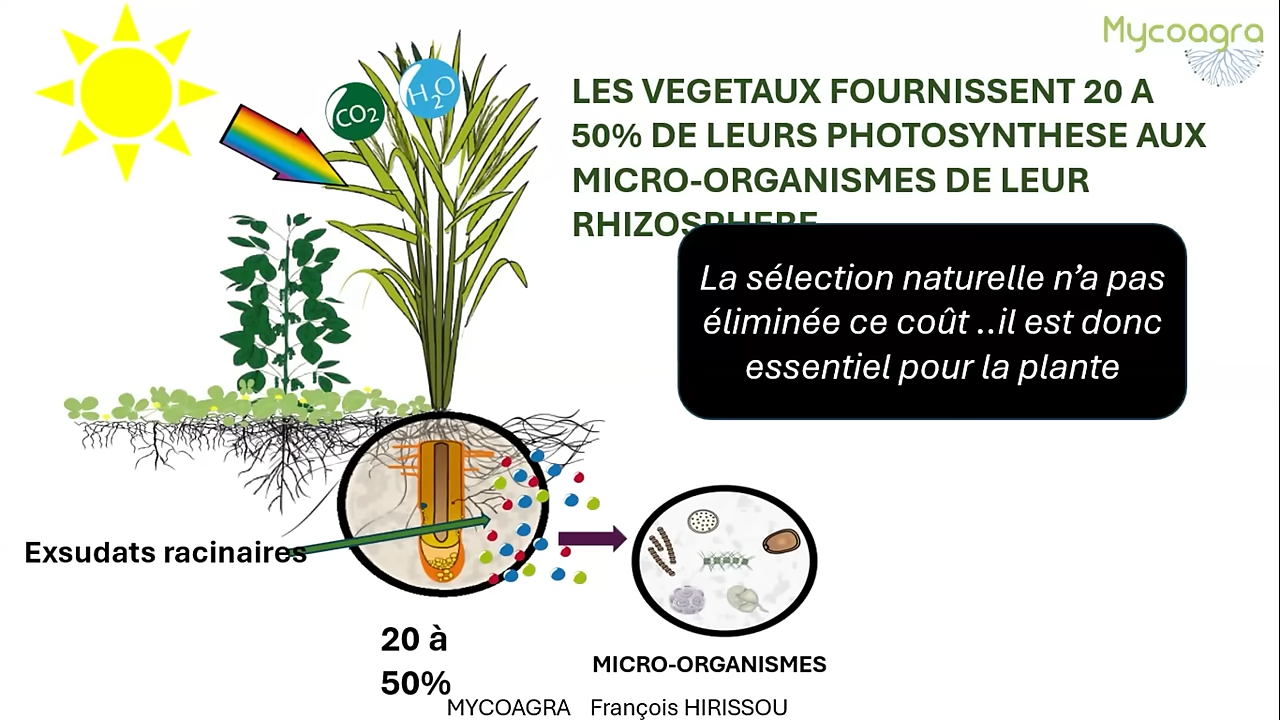 Mycoagra
CO2
H2O
LES VEGETAUX FOURNISSENT 20 A
50% DE LEURS PHOTOSYNTHESE AUX
MICRO-ORGANISMES DE LEUR
RHIZOSPHERE
La sélection naturelle n’a pas
éliminée ce coût ..il est donc
essentiel pour la plante
Exsudats racinaires
20 à
50%
MICRO-ORGANISMES
MYCOAGRA François HIRISSOU